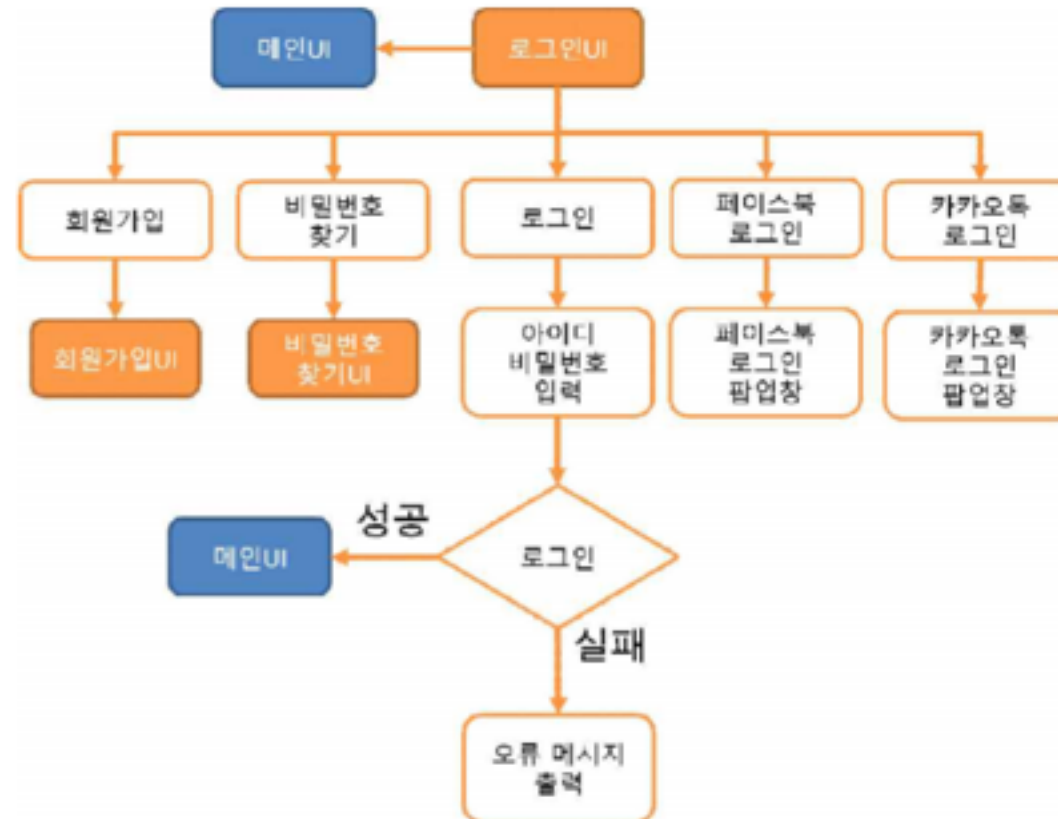 메인UI
로그인UI
회원가입
비밀번호
찾기
로그인
페이스북
로그인
카카오톡
로그인
회원가입UI
비밀번호
찾기UI
아이디
비밀번호
입력
페이스북
로그인
팝업창
카카오톡
로그인
팝업장
성공
메인UI
로그인
실패
오류 메시지
출력